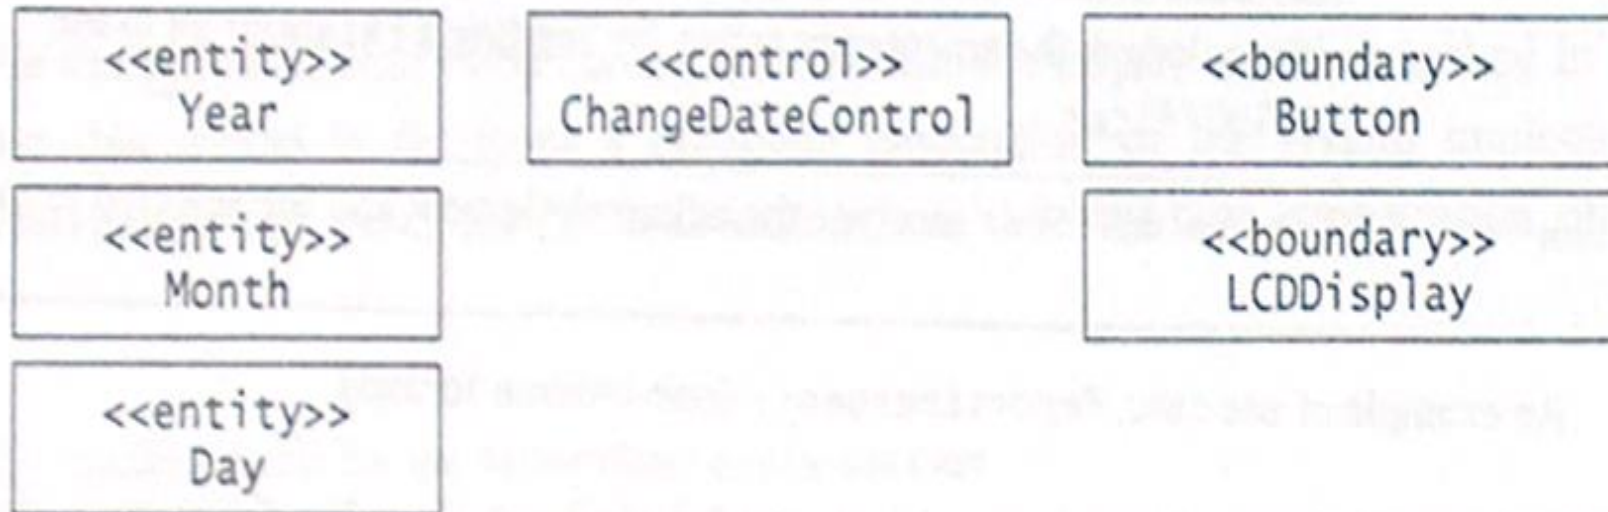 <<entity>>
Year
<<control>>
ChangeDateControl
<<boundary>>
Button
<<entity>>
Month
<<boundary>>
LCDDisplay
<<entity>>
Day